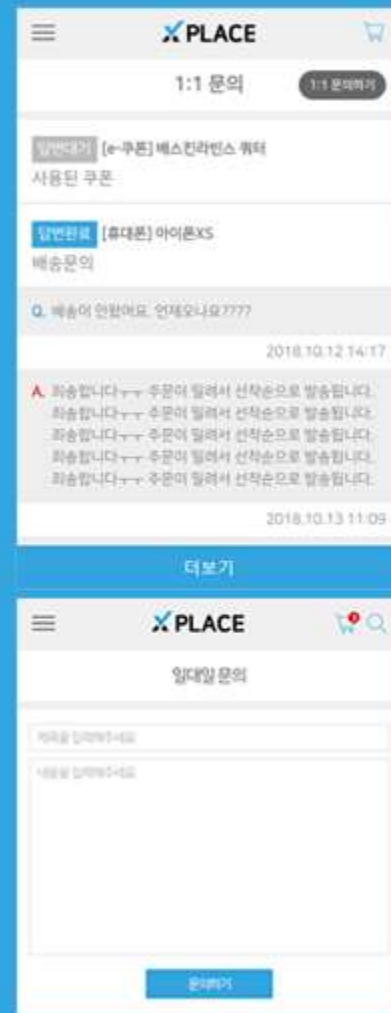 XPLACE
1:1 문의
1:1 문의하기
답변대기 [e-쿠폰] 배스킨라빈스 쿼터
사용된 쿠폰
답변완료 [휴대폰] 아이폰XS
배송문의
Q. 배송이 안왔어요. 언제오나요????
2018.10.12 14:17
A. 죄송합니다ㅜㅜ 주문이 밀려서 선착순으로 발송됩니다.
죄송합니다ㅜㅜ 주문이 밀려서 선착순으로 발송됩니다.
죄송합니다ㅜㅜ 주문이 밀려서 선착순으로 발송됩니다.
죄송합니다ㅜㅜ 주문이 밀려서 선착순으로 발송됩니다.
죄송합니다ㅜㅜ 주문이 밀려서 선착순으로 발송됩니다.
2018.10.13 11:09
더보기
XPLACE
일대일 문의
제목을 입력해주세요
내용을 입력해주세요
문의하기